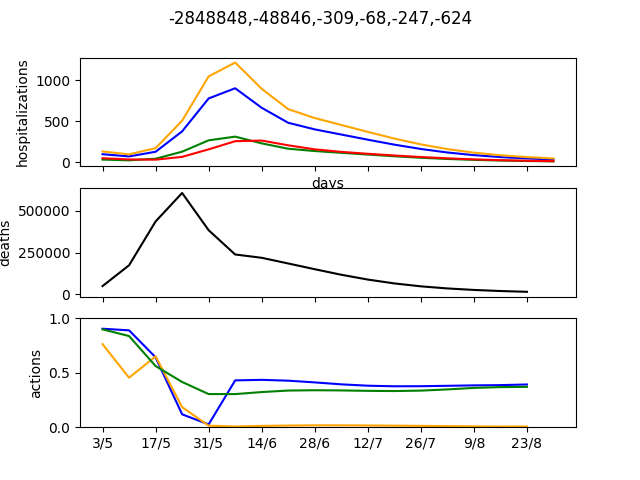 -2848848,-48846,-309,-68,-247,-624
hospitalizations
1000
500
0
days
deaths
500000
250000
0
actions
1.0
0.5
0.0
3/5 17/5 31/5 14/6 28/6 12/7 26/7 9/8 23/8